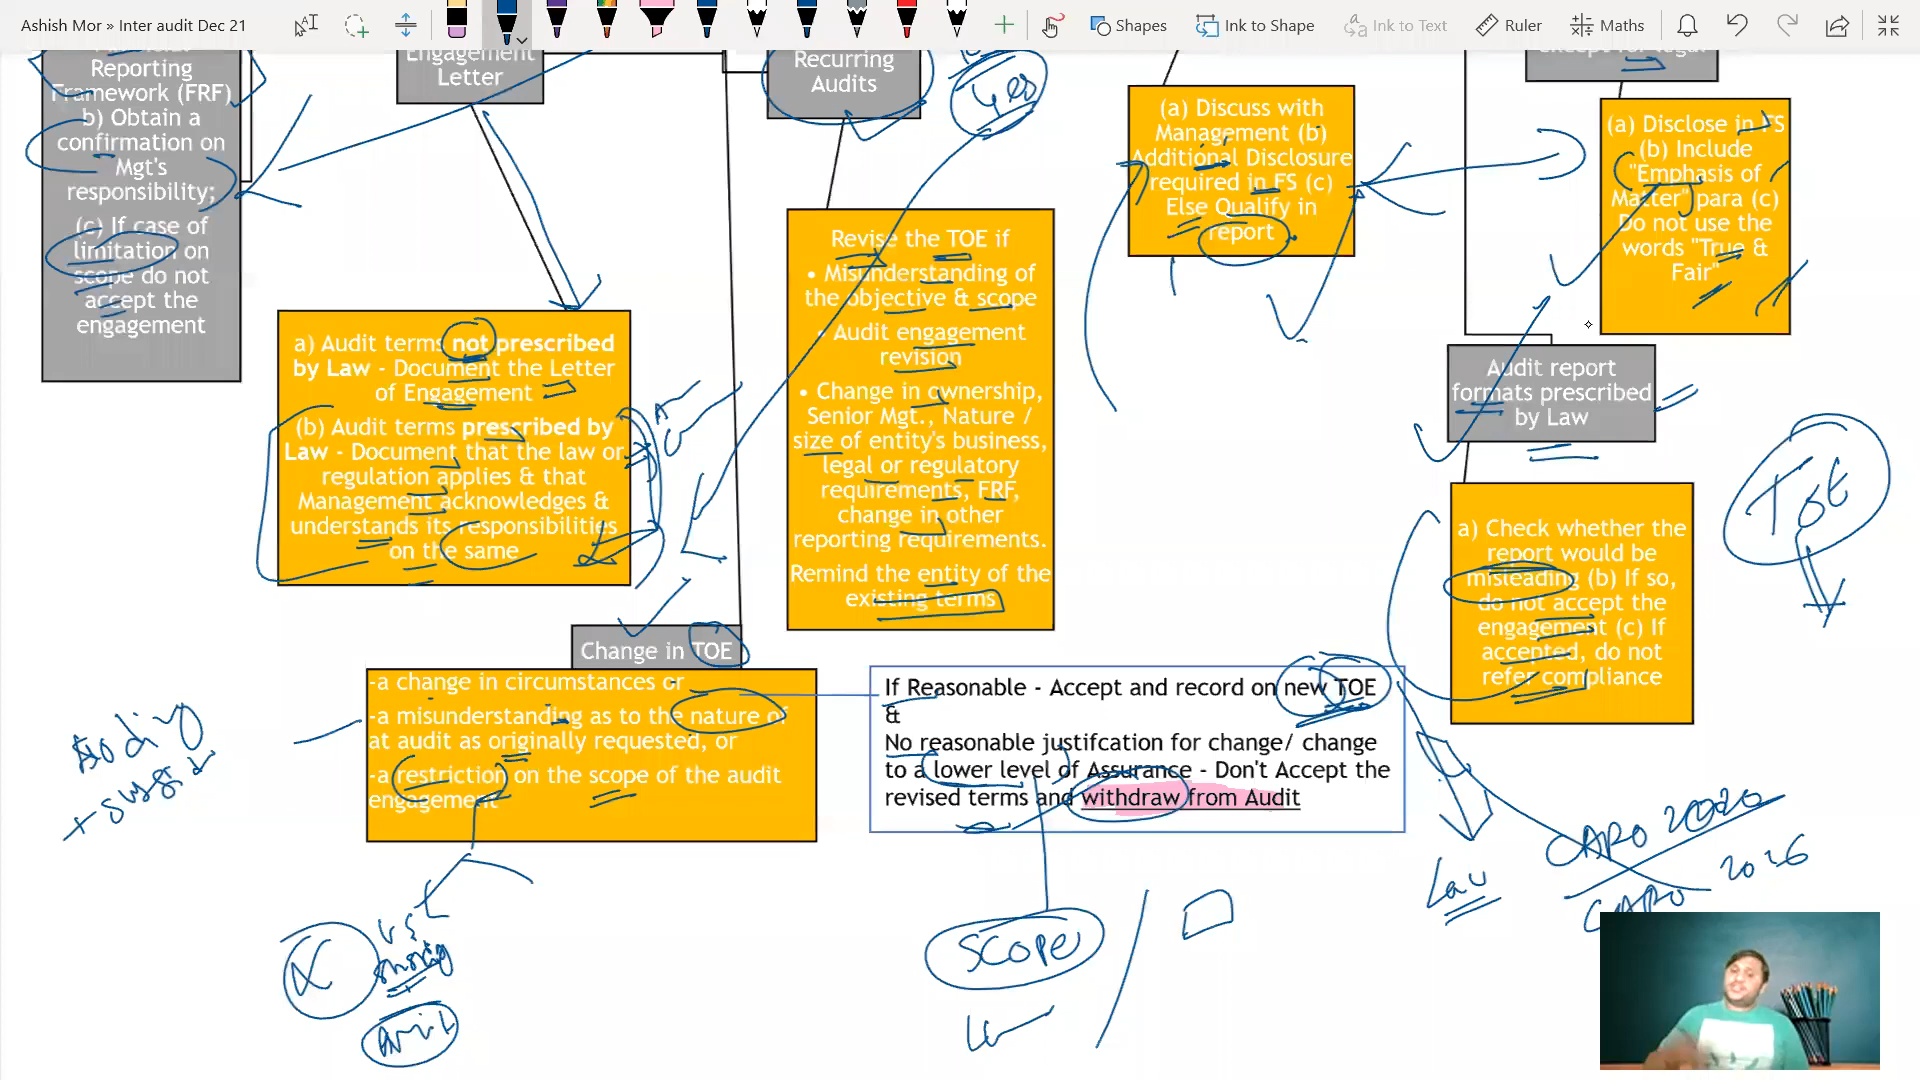 Ashish Mor » Inter audit Dec 21
Shapes
Ink to Shape
Ink to Text
Ruler
Maths
Reporting
Framework (FRF)
b) Obtain a
confirmation on
Mgt's
responsibility;
(c) If case of
limitation on
scope do not
accept the
engagement
Engagement
Letter
Recurring
Audits
Yes
(a) Discuss with
Management (b)
Additional Disclosure
required in FS (c)
Else Qualify in
report
(a) Disclose in FS
(b) Include
"Emphasis of
Matter" para (c)
Do not use the
words "True &
Fair"
a) Audit terms not prescribed
by Law - Document the Letter
of Engagement
(b) Audit terms prescribed by
Law - Document that the law or
regulation applies & that
Management acknowledges &
understands its responsibilities
on the same
Revise the TOE if
• Misunderstanding of
the objective & scope
• Audit engagement
revision
• Change in ownership,
Senior Mgt., Nature /
size of entity's business,
legal or regulatory
requirements, FRF,
change in other
reporting requirements.
Remind the entity of the
existing terms
Audit report
formats prescribed
by Law
a) Check whether the
report would be
misleading (b) If so,
do not accept the
engagement (c) If
accepted, do not
refer compliance
TOE
Change in TOE
-a change in circumstances or
-a misunderstanding as to the nature of
at audit as originally requested, or
-a restriction on the scope of the audit
engagement
If Reasonable - Accept and record on new TOE
&
No reasonable justifcation for change/ change
to a lower level of Assurance - Don't Accept the
revised terms and withdraw from Audit
Scope
Law
CARO 2020
2016
CARO